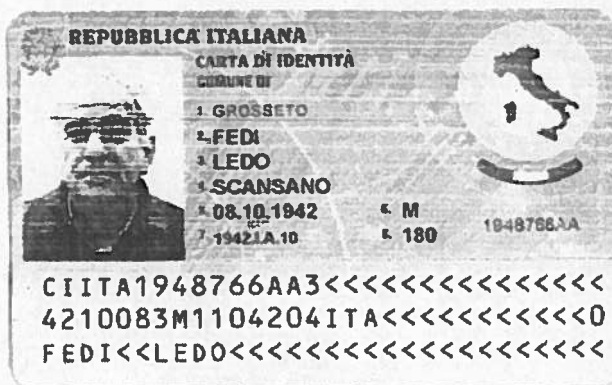 REPUBBLICA ITALIANA
CARTA DI IDENTITÀ
COMUNE DI
1. GROSSETO
2. FEDI
3. LEDO
4. SCANSANO
5. 08.10.1942 6. M
7. 1942.I.A.10 8. 180
1948766AA
CIITA1948766AA3<<<<<<<<<<<<<<<
4210083M1104204ITA<<<<<<<<<<<0
FEDI<<LEDO<<<<<<<<<<<<<<<<<<<<